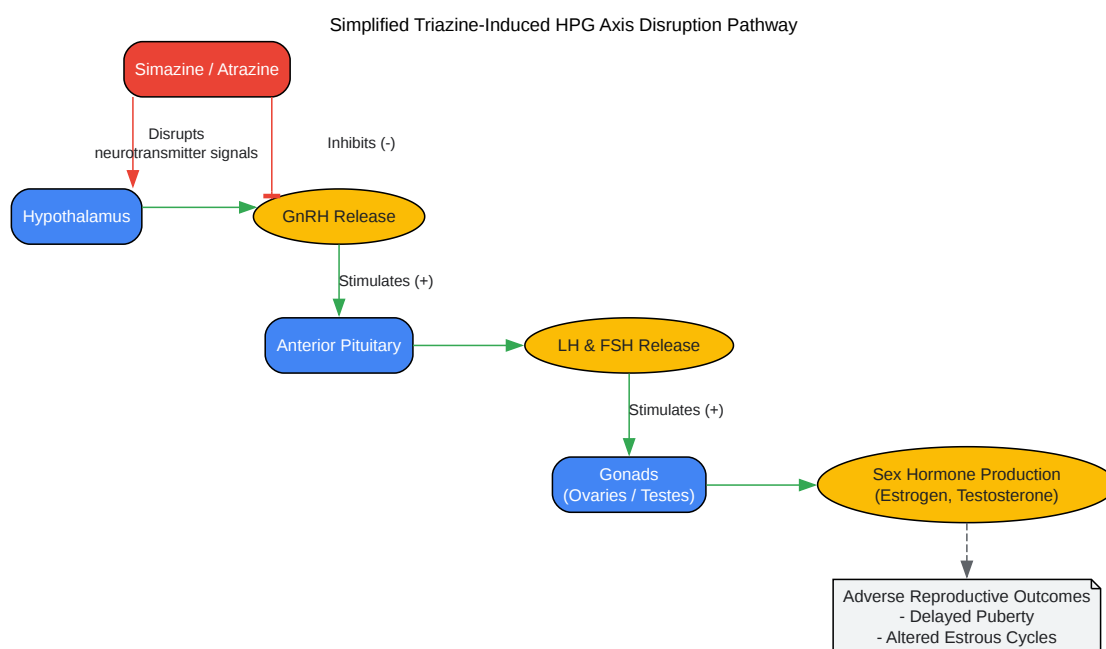 Simplified Triazine-Induced HPG Axis Disruption Pathway
Simazine / Atrazine
Disrupts
neurotransmitter signals
Inhibits (-)
Hypothalamus
GnRH Release
Stimulates (+)
Anterior Pituitary
LH & FSH Release
Stimulates (+)
Gonads
(Ovaries / Testes)
Sex Hormone Production
(Estrogen, Testosterone)
Adverse Reproductive Outcomes
- Delayed Puberty
- Altered Estrous Cycles